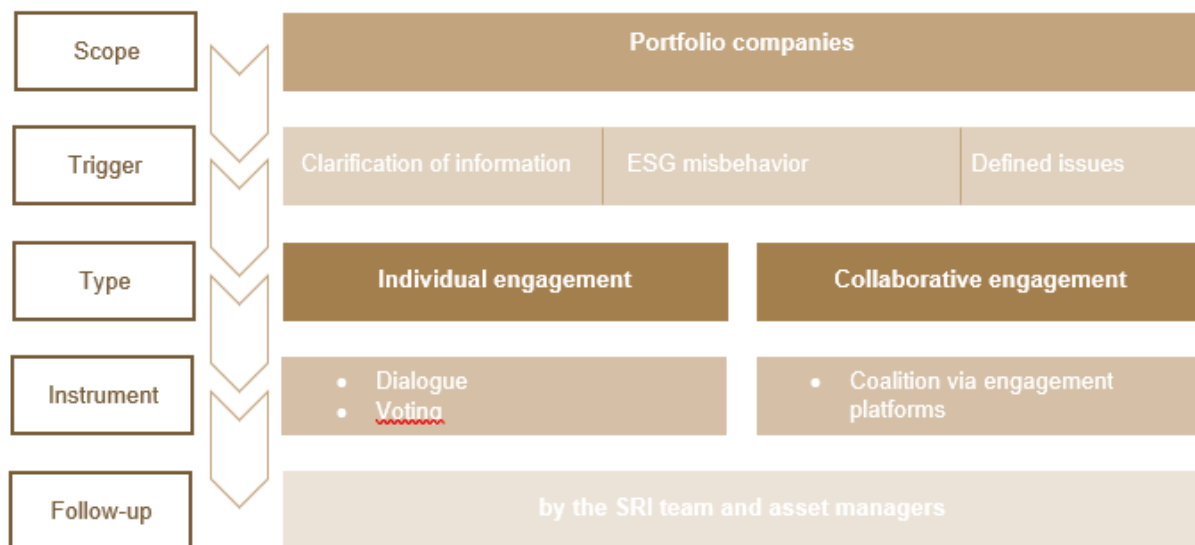 Scope
Portfolio companies
Trigger
Clarification of information
ESG misbehavior
Defined issues
Type
Individual engagement
Collaborative engagement
Instrument
• Dialogue
• Voting
• Coalition via engagement
platforms
Follow-up
by the SRI team and asset managers